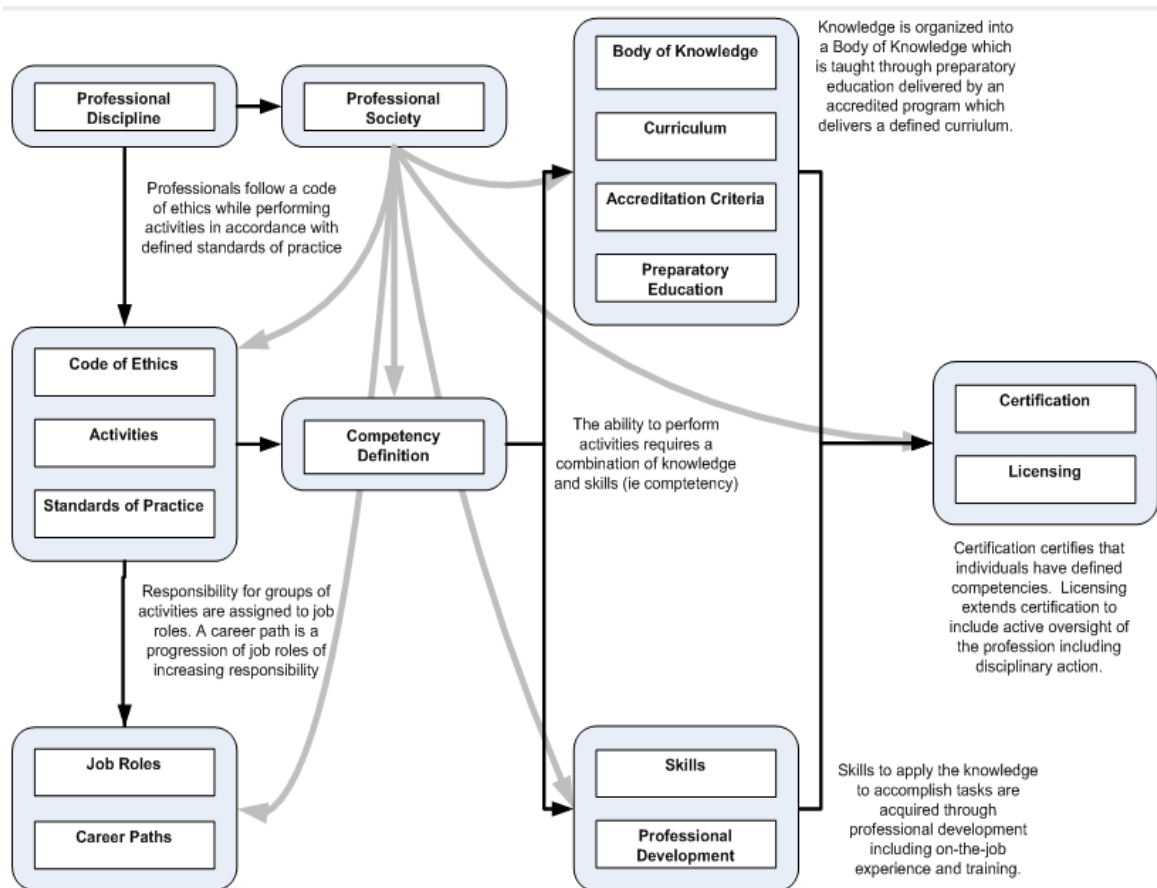 Professional
Discipline
Professional
Society
Body of Knowledge
Curriculum
Accreditation Criteria
Preparatory
Education
Knowledge is organized into
a Body of Knowledge which
is taught through preparatory
education delivered by an
accredited program which
delivers a defined curriulum.
Professionals follow a code
of ethics while performing
activities in accordance with
defined standards of practice
Code of Ethics
Activities
Standards of Practice
Competency
Definition
The ability to perform
activities requires a
combination of knowledge
and skills (ie comptetency)
Certification
Licensing
Certification certifies that
individuals have defined
competencies.  Licensing
extends certification to
include active oversight of
the profession including
disciplinary action.
Responsibility for groups of
activities are assigned to job
roles. A career path is a
progression of job roles of
increasing responsibility
Job Roles
Career Paths
Skills
Professional
Development
Skills to apply the knowledge
to accomplish tasks are
acquired through
professional development
including on-the-job
experience and training.